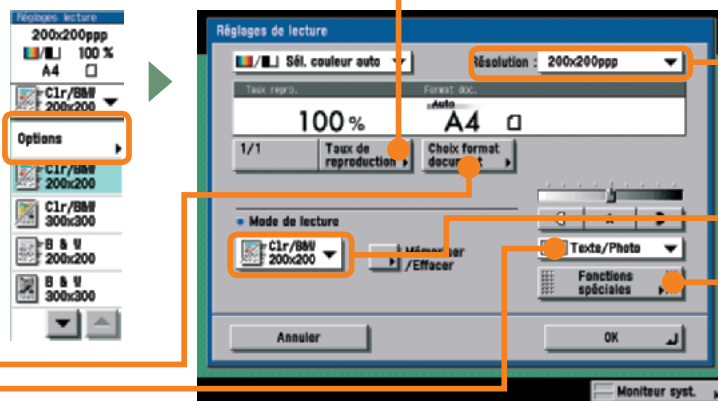 Réglages lecture
200x200ppp
100 %
A4
Clr/B&W
200x200
Options
Clr/B&W
200x200
Clr/B&W
300x300
B & W
200x200
B & W
300x300
Réglages de lecture
Sél. couleur auto
Résolution : 200x200ppp
Taux repro.
Format doc.
Auto
100 %
A4
1/1
Taux de
reproduction
Choix format
document
Mode de lecture
Clr/B&W
200x200
Mémoriser
/Effacer
A
Texte/Photo
Fonctions
spéciales
Annuler
OK
Moniteur syst.